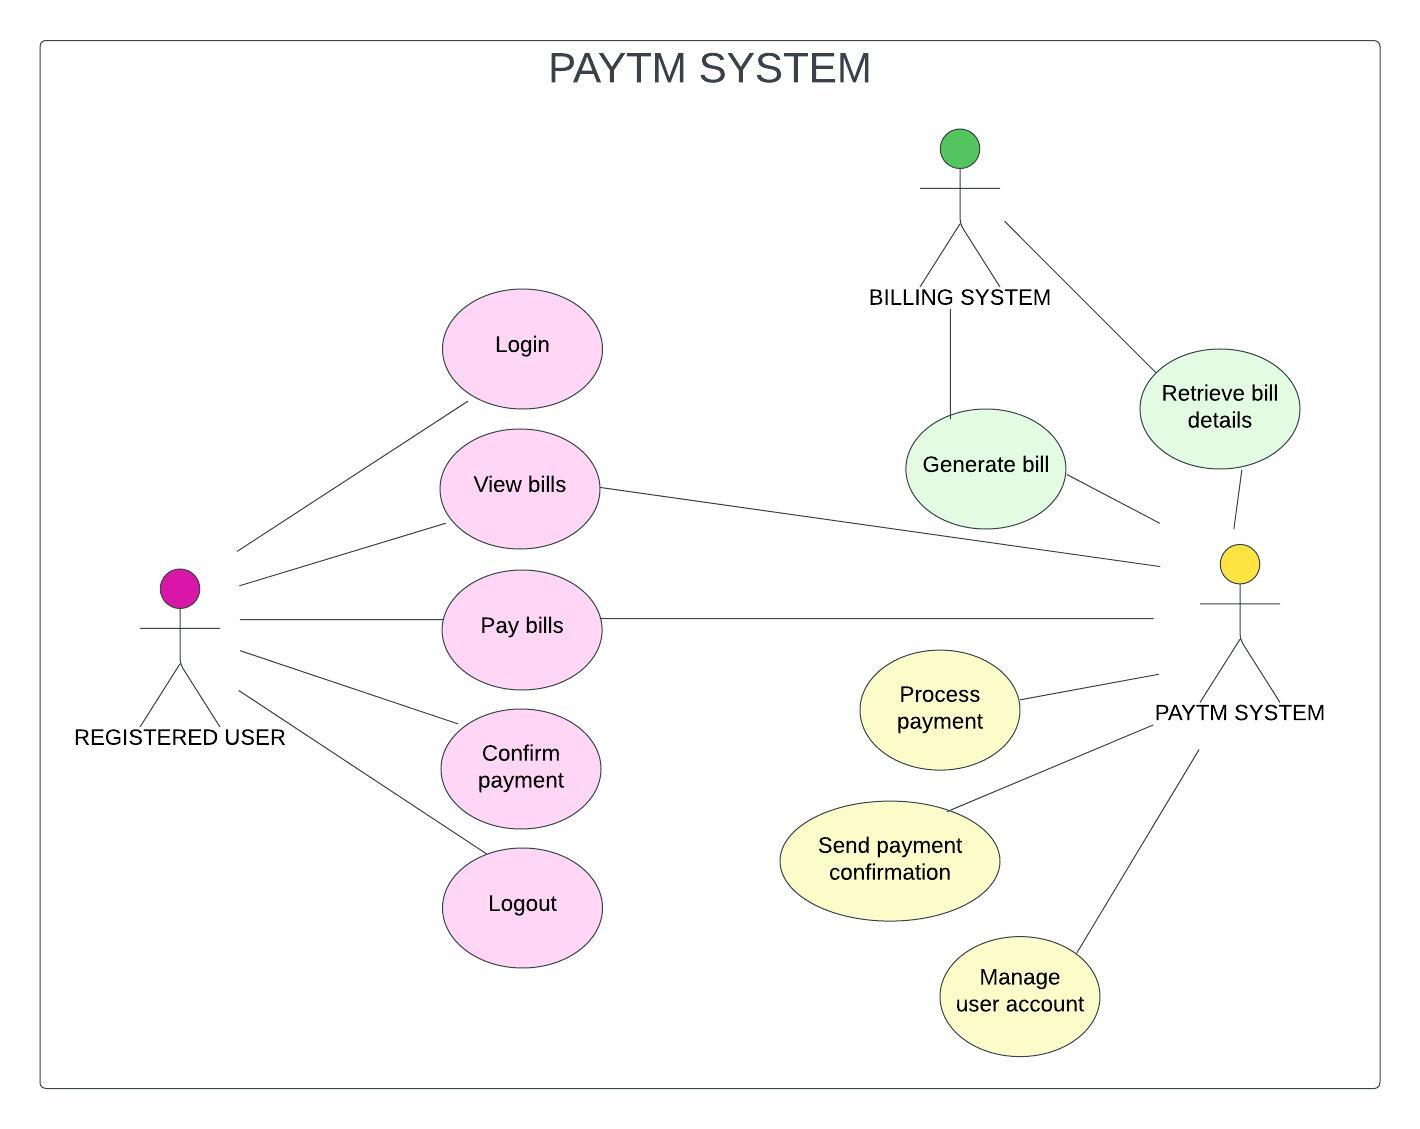 PAYTM SYSTEM
BILLING SYSTEM
Login
Retrieve bill
details
View bills
Generate bill
Pay bills
REGISTERED USER
Process
payment
PAYTM SYSTEM
Confirm
payment
Send payment
confirmation
Logout
Manage
user account